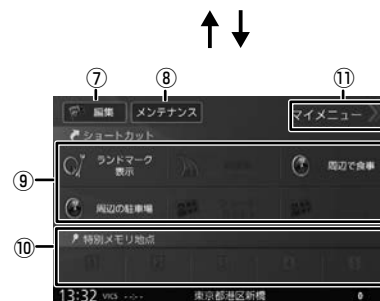 ⑦ ⑧ ⑪
編集 メンテナンス マイメニュー
ショートカット
⑨
ランドマーク
表示
周辺で食事
周辺の駐車場
⑩
特別メモリ地点
13:32 VICS --:-- 東京都港区新橋 0